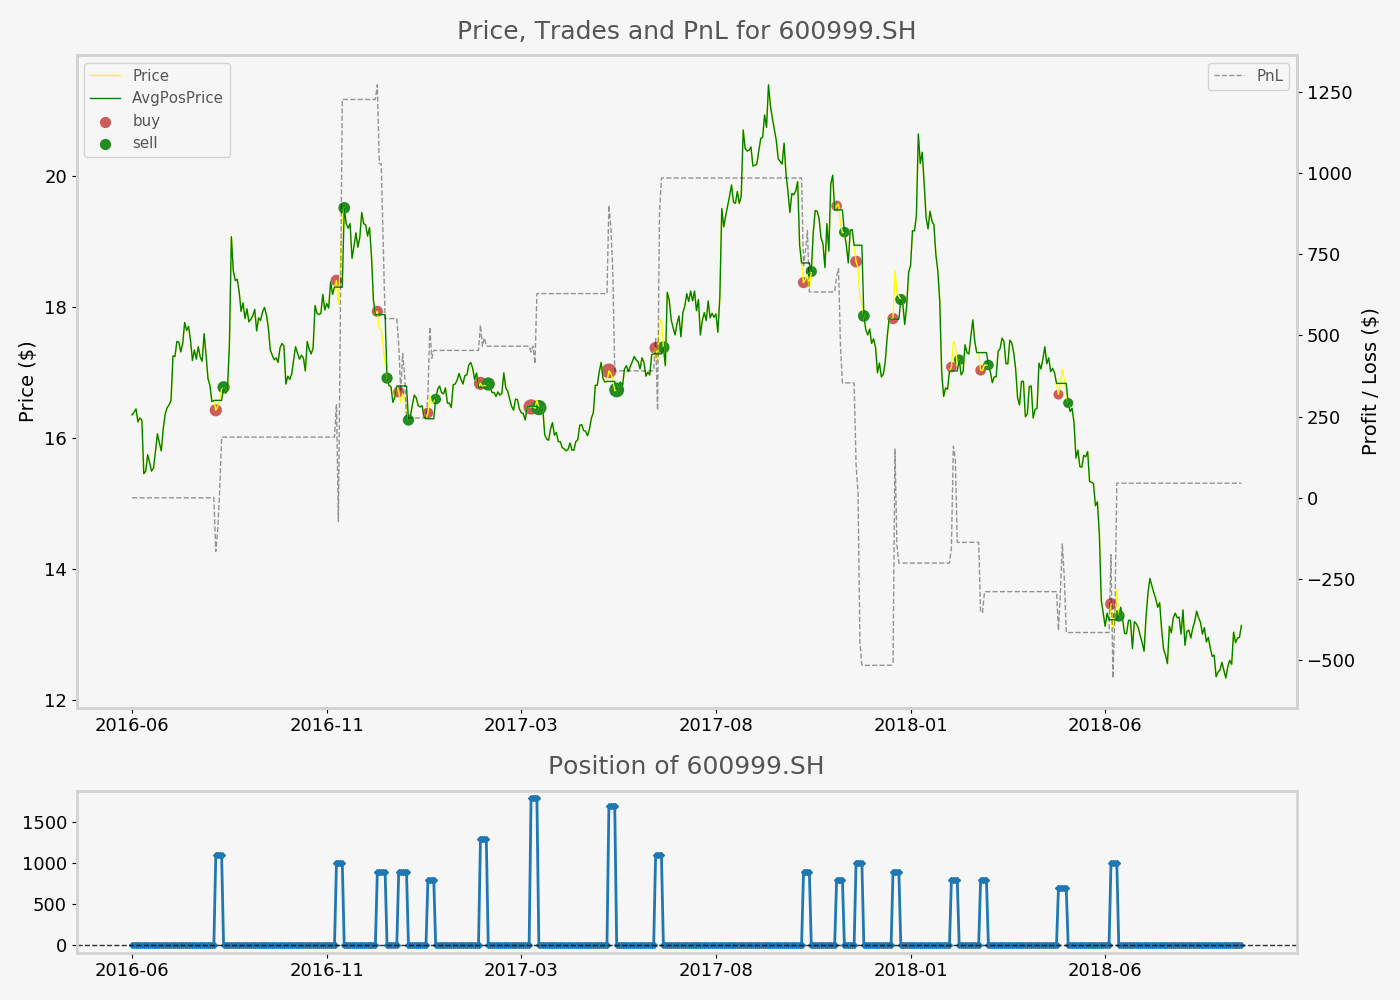 Price, Trades and PnL for 600999.SH
Price
AvgPosPrice
buy
sell
PnL
Price ($)
20
18
16
14
12
Profit / Loss ($)
1250
1000
750
500
250
0
−250
−500
2016-06 2016-11 2017-03 2017-08 2018-01 2018-06
Position of 600999.SH
1500
1000
500
0
2016-06 2016-11 2017-03 2017-08 2018-01 2018-06